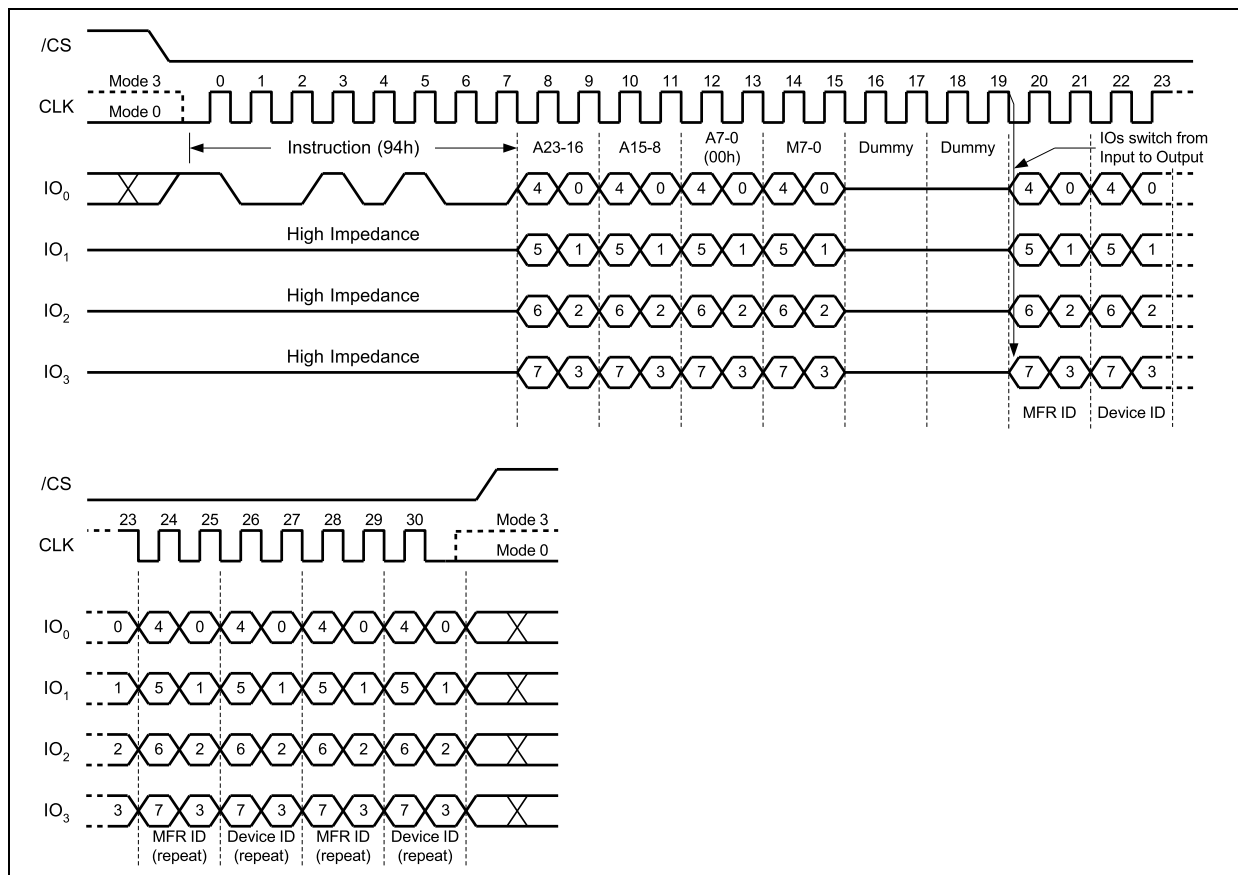 /CS
Mode 3
0 1 2 3 4 5 6 7 8 9 10 11 12 13 14 15 16 17 18 19 20 21 22 23
CLK
Mode 0
Instruction (94h)
A23-16
A15-8
A7-0
(00h)
M7-0
Dummy
Dummy
IOs switch from
Input to Output
IO0
4 0 4 0 4 0 4 0 4 0 4 0
High Impedance
IO1
5 1 5 1 5 1 5 1 5 1 5 1
High Impedance
IO2
6 2 6 2 6 2 6 2 6 2 6 2
High Impedance
IO3
7 3 7 3 7 3 7 3 7 3 7 3
MFR ID
Device ID
/CS
23 24 25 26 27 28 29 30
Mode 3
CLK
Mode 0
IO0
0 4 0 4 0 4 0 4 0
IO1
1 5 1 5 1 5 1 5 1
IO2
2 6 2 6 2 6 2 6 2
IO3
3 7 3 7 3 7 3 7 3
MFR ID
(repeat)
Device ID
(repeat)
MFR ID
(repeat)
Device ID
(repeat)